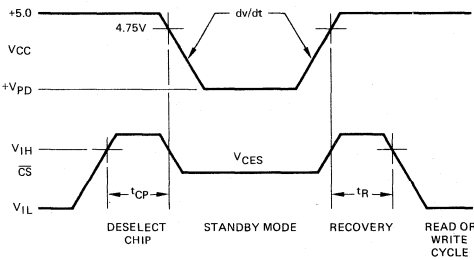 +5.0
4.75V
dv/dt
VCC
+VPD
VIH
CS
VCES
tCP
tR
VIL
DESELECT CHIP
STANDBY MODE
RECOVERY
READ OR WRITE CYCLE